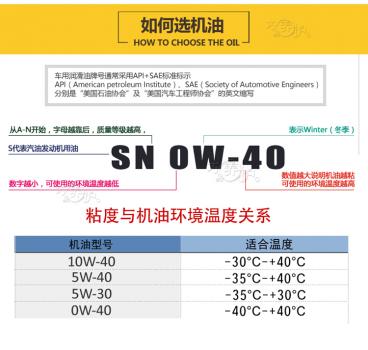 如何选机油
HOW TO CHOOSE THE OIL
车用润滑油牌号通常采用API+SAE标准标示
API（American petroleum Institute）、SAE（Society of Automotive Engineers）
分别是“美国石油协会”及“美国汽车工程师协会”的英文缩写
从A-N开始，字母越靠后，质量等级越高，
表示Winter（冬季）
S代表汽油发动机用油
SN 0W-40
数字越小，可使用的环境温度越低
数值越大说明机油越粘
可使用的环境温度越高
粘度与机油环境温度关系
机油型号 适合温度
10W-40 -30°C-+40°C
5W-40 -35°C-+40°C
5W-30 -35°C-+30°C
0W-40 -40°C-+40°C